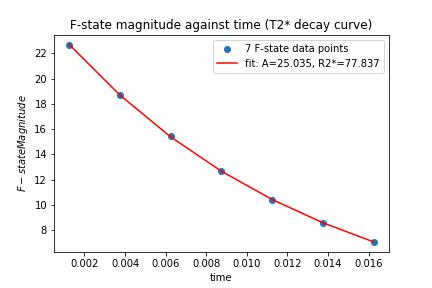 F-state magnitude against time (T2* decay curve)
7 F-state data points
fit: A=25.035, R2*=77.837
F − stateMagnitude
22
20
18
16
14
12
10
8
0.002 0.004 0.006 0.008 0.010 0.012 0.014 0.016
time